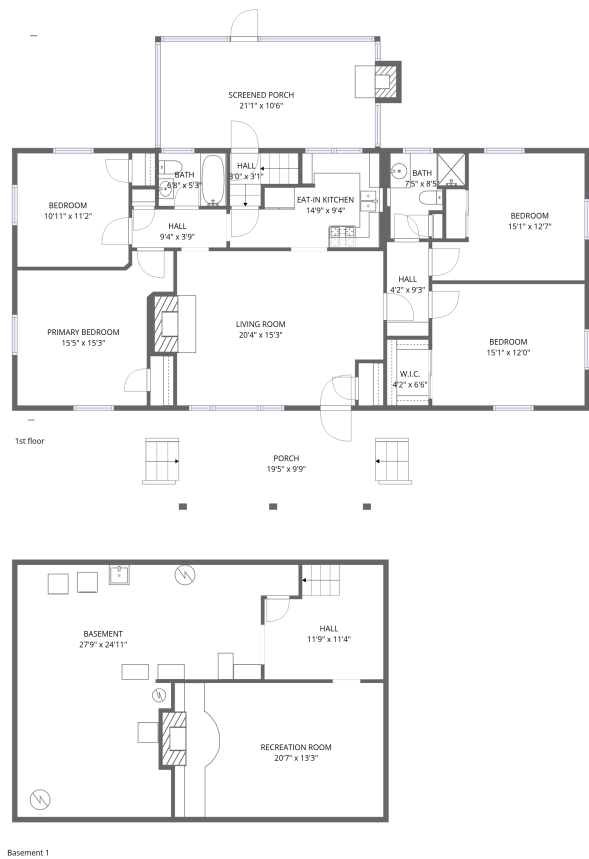 SCREENED PORCH
21'1" x 10'6"
BATH
6'8" x 5'3"
HALL
3'0" x 3'1"
BATH
7'5" x 8'5"
BEDROOM
10'11" x 11'2"
EAT-IN KITCHEN
14'9" x 9'4"
BEDROOM
15'1" x 12'7"
HALL
9'4" x 3'9"
HALL
4'2" x 9'3"
PRIMARY BEDROOM
15'5" x 15'3"
LIVING ROOM
20'4" x 15'3"
BEDROOM
15'1" x 12'0"
W.I.C.
4'2" x 6'6"
1st floor
PORCH
19'5" x 9'9"
BASEMENT
27'9" x 24'11"
HALL
11'9" x 11'4"
RECREATION ROOM
20'7" x 13'3"
Basement 1